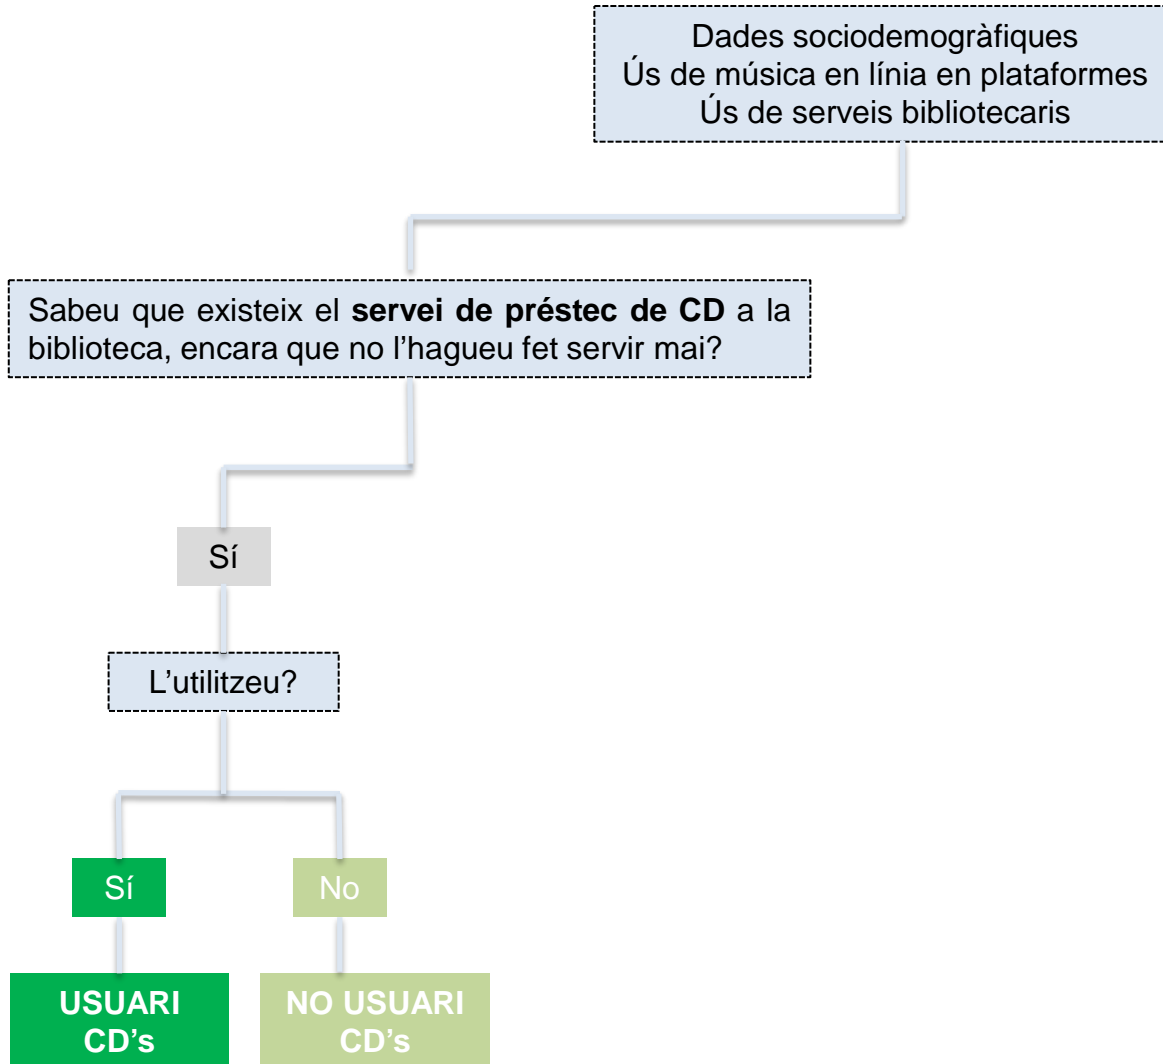 Dades sociodemogràfiques
Ús de música en línia en plataformes
Ús de serveis bibliotecaris
Sabeu que existeix el servei de préstec de CD a la
biblioteca, encara que no l'hagueu fet servir mai?
Sí
L’utilitzeu?
Sí
No
USUARI
CD’s
NO USUARI
CD’s